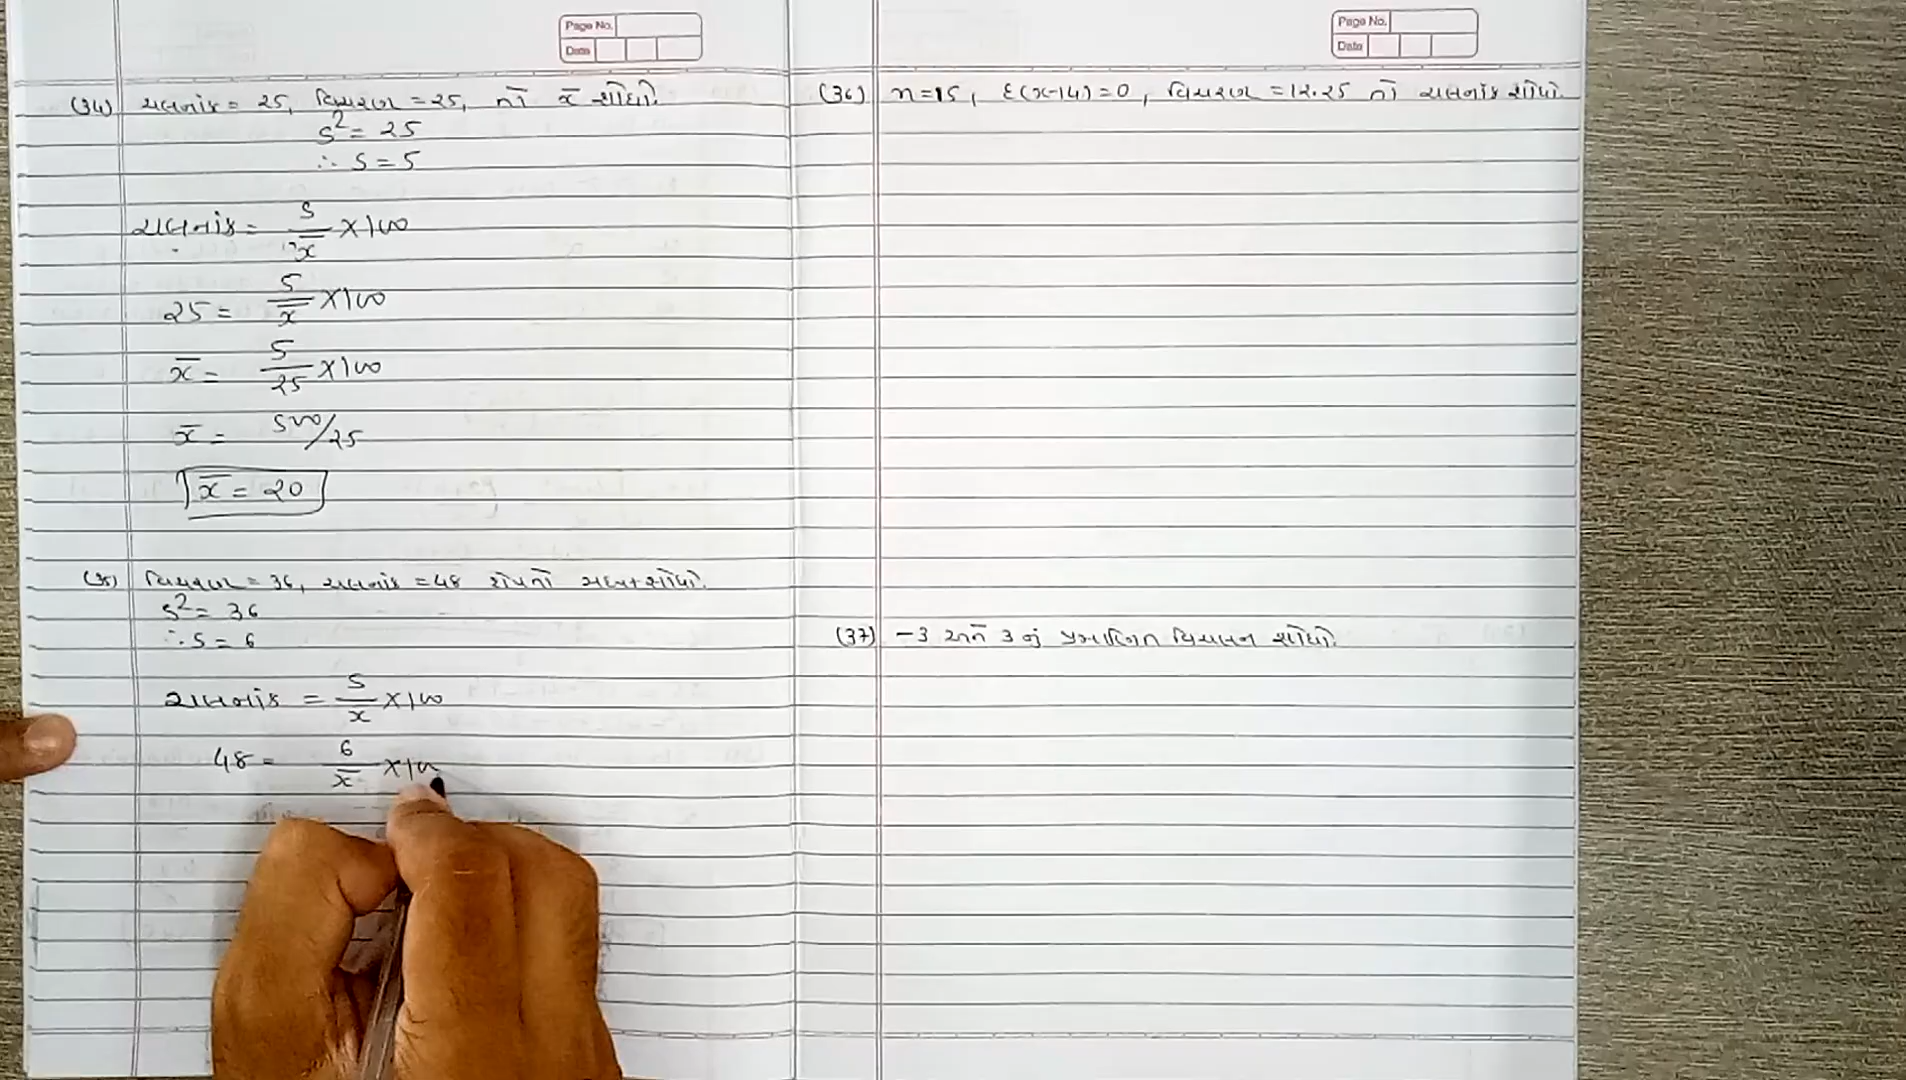 Page No.
Date
(34) ચલનાંક = 25, વિચરણ = 25, તો x̄ શોધો.
s² = 25
∴ s = 5
ચલનાંક = s/x̄ × 100
25 = 5/x̄ × 100
x̄ = 5/25 × 100
x̄ = 500/25
x̄ = 20
(35) વિચરણ = 36, ચલનાંક = 48 હોય તો મધ્યક શોધો.
s² = 36
∴ s = 6
ચલનાંક = s/x × 100
48 = 6/x̄ × 100
Page No.
Date
(36) n = 15, Σ(x-14) = 0, વિચરણ = 12.25 તો ચલનાંક શોધો.
(37) -3 અને 3 નું પ્રમાણિત વિચલન શોધો.